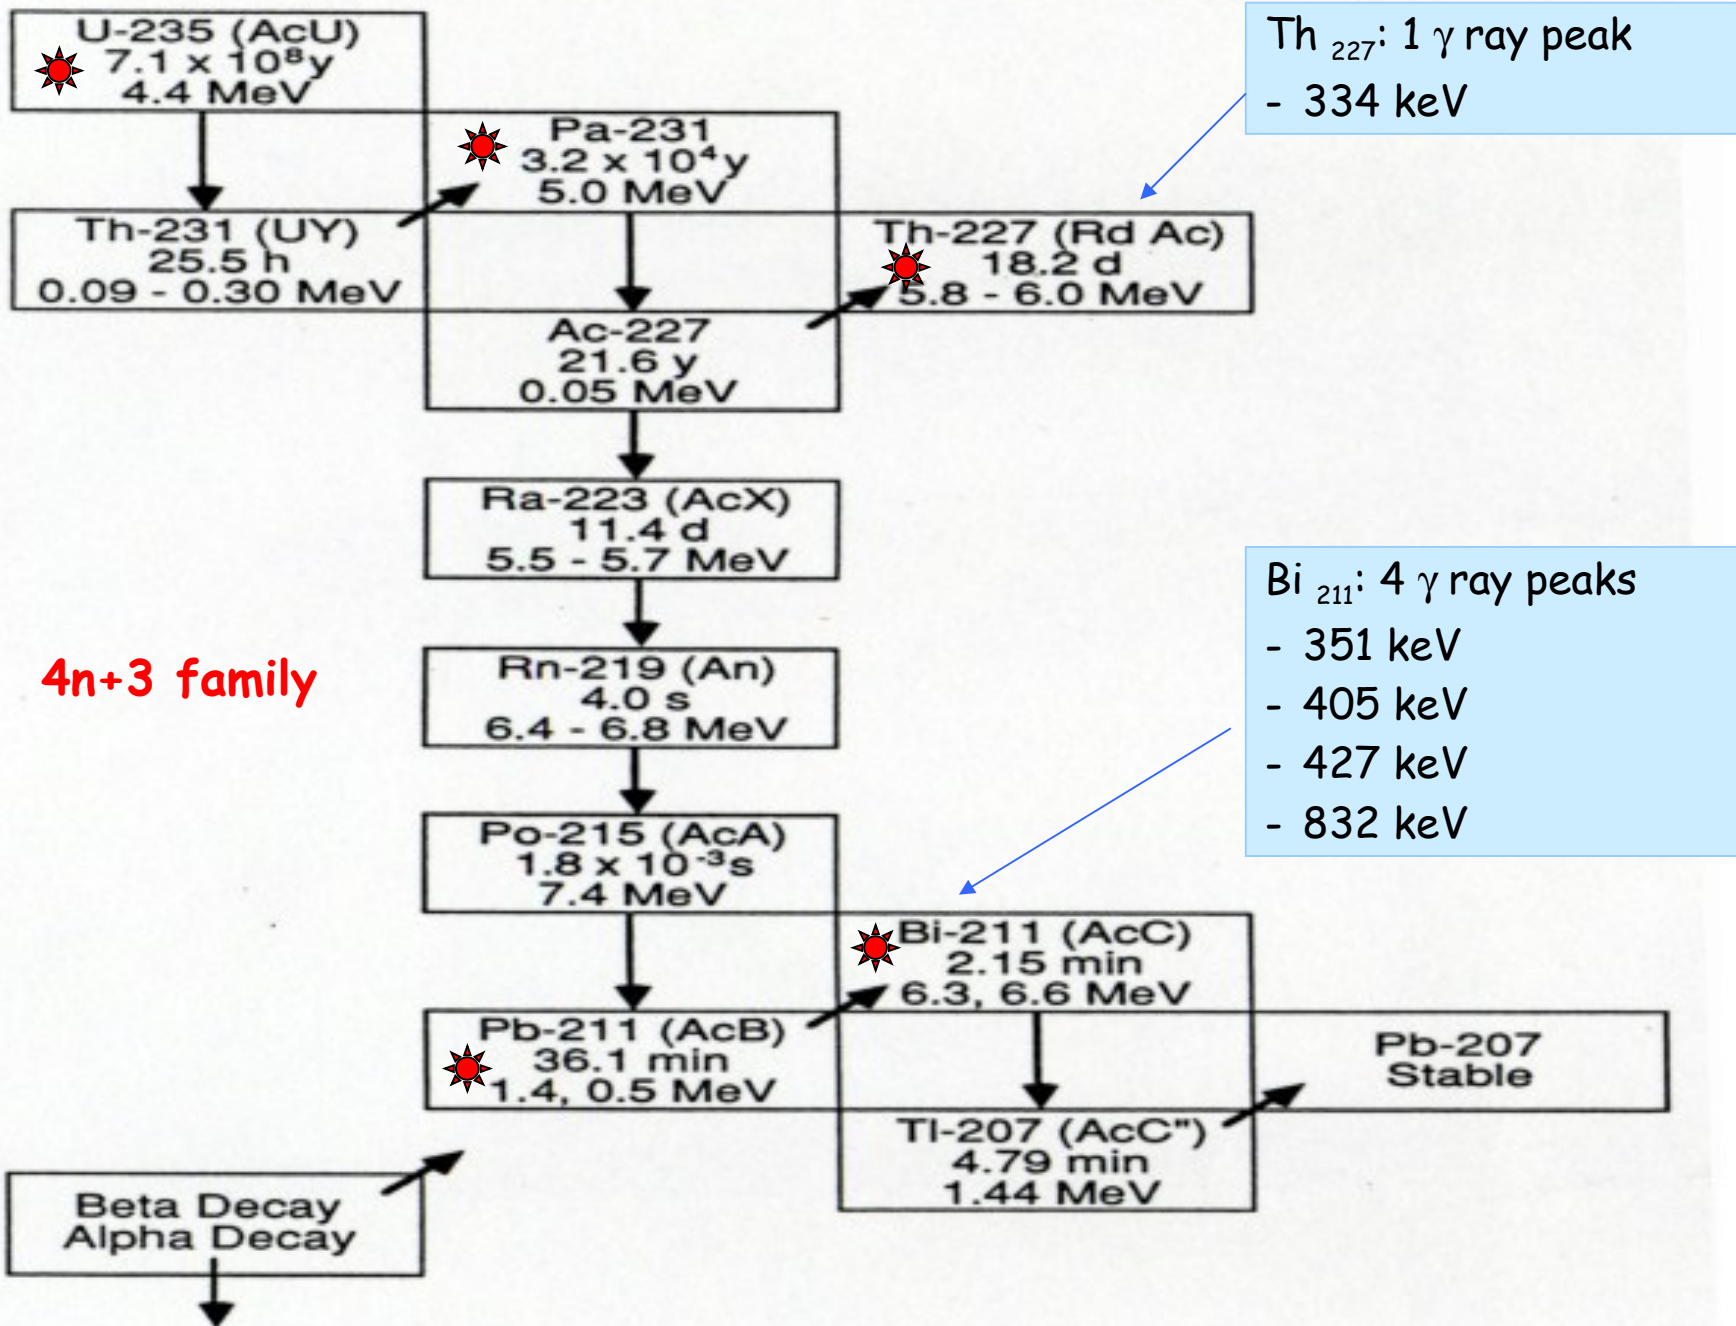 U-235 (AcU)
7.1 x 10⁸y
4.4 MeV
Th ₂₂₇: 1 γ ray peak
- 334 keV
Pa-231
3.2 x 10⁴y
5.0 MeV
Th-231 (UY)
25.5 h
0.09 - 0.30 MeV
Th-227 (Rd Ac)
18.2 d
5.8 - 6.0 MeV
Ac-227
21.6 y
0.05 MeV
Ra-223 (AcX)
11.4 d
5.5 - 5.7 MeV
Bi ₂₁₁: 4 γ ray peaks
- 351 keV
- 405 keV
- 427 keV
- 832 keV
4n+3 family
Rn-219 (An)
4.0 s
6.4 - 6.8 MeV
Po-215 (AcA)
1.8 x 10⁻³s
7.4 MeV
Bi-211 (AcC)
2.15 min
6.3, 6.6 MeV
Pb-211 (AcB)
36.1 min
1.4, 0.5 MeV
Pb-207
Stable
Tl-207 (AcC")
4.79 min
1.44 MeV
Beta Decay
Alpha Decay